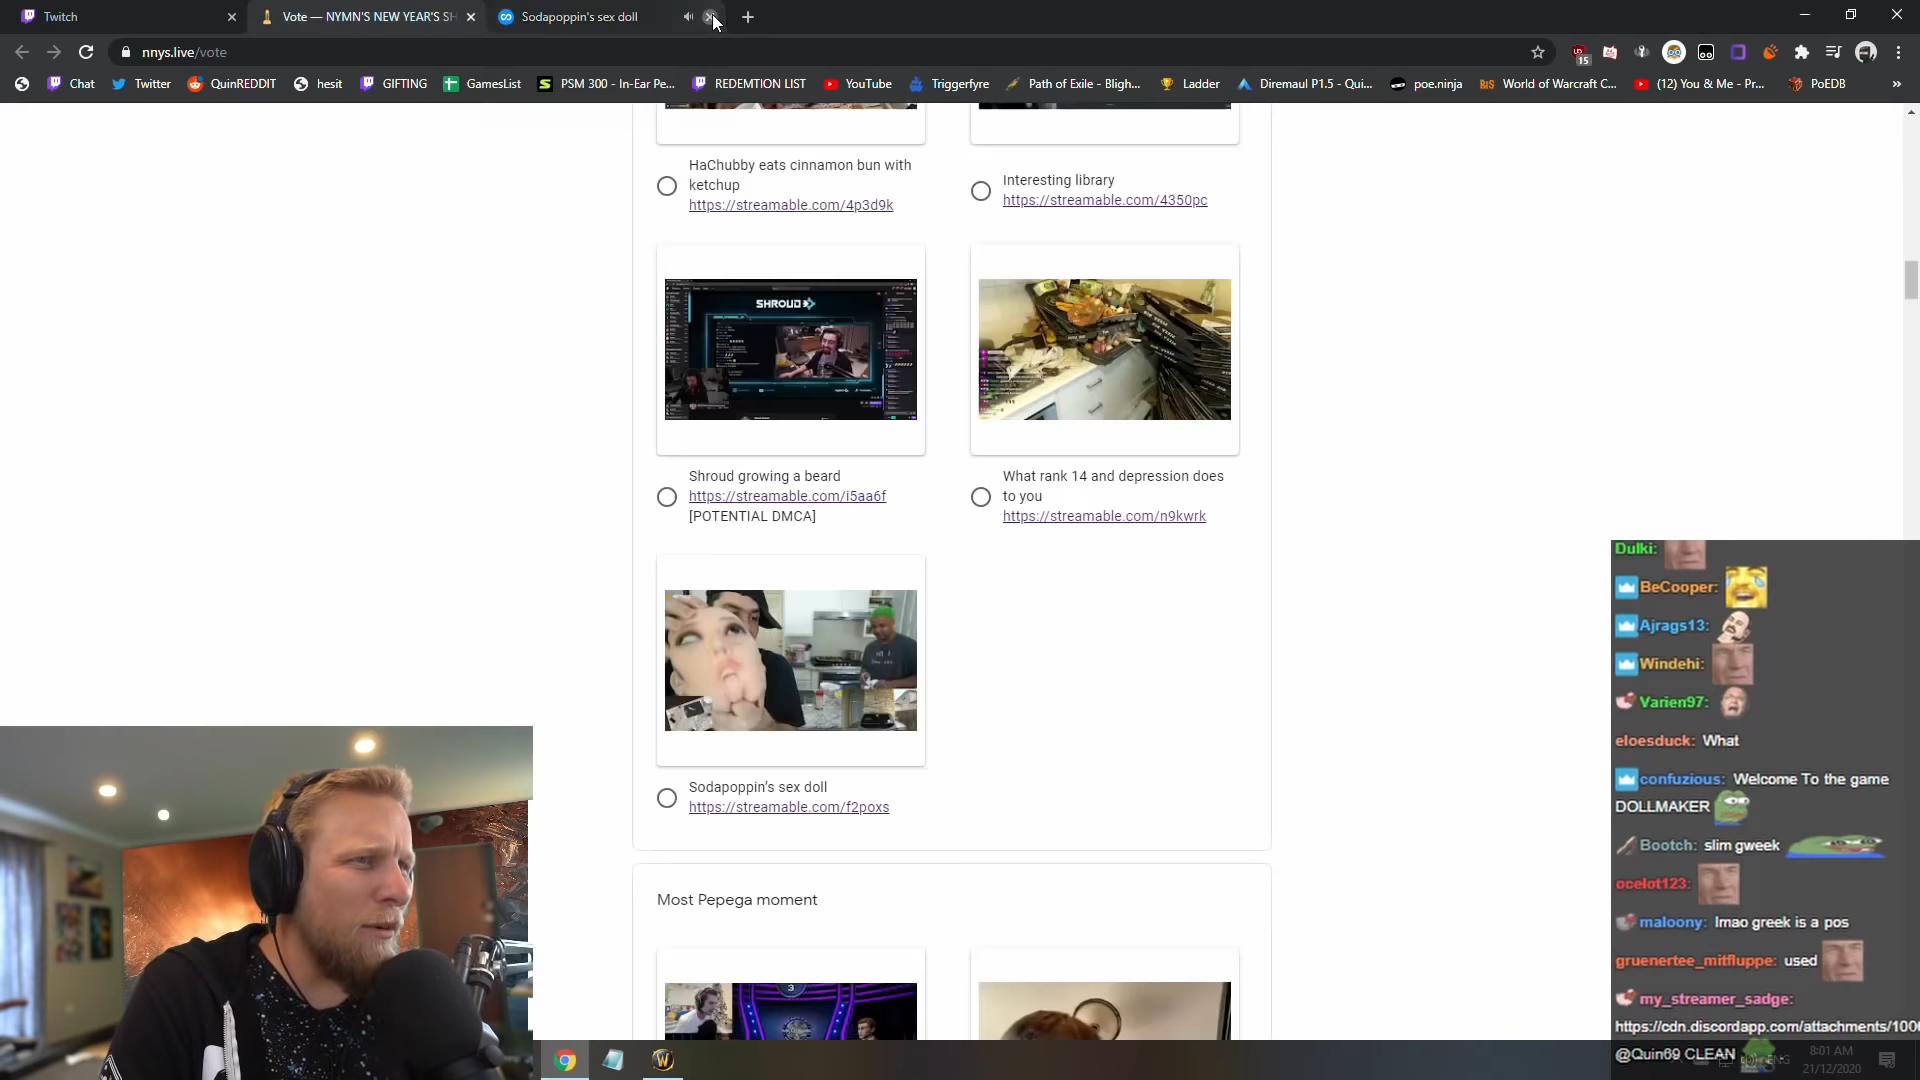 Twitch
Vote — NYMN'S NEW YEAR'S SH
Sodapoppin's sex doll
nnys.live/vote
15
Chat
Twitter
QuinREDDIT
hesit
GIFTING
GamesList
PSM 300 - In-Ear Pe...
REDEMTION LIST
YouTube
Triggerfyre
Path of Exile - Bligh...
Ladder
Diremaul P1.5 - Qui...
poe.ninja
World of Warcraft C...
(12) You & Me - Pr...
PoEDB
»
HaChubby eats cinnamon bun with
ketchup
https://streamable.com/4p3d9k
Interesting library
https://streamable.com/4350pc
SHROUD
Shroud growing a beard
https://streamable.com/i5aa6f
[POTENTIAL DMCA]
What rank 14 and depression does
to you
https://streamable.com/n9kwrk
Sodapoppin's sex doll
https://streamable.com/f2poxs
Most Pepega moment
3
Dulki:
BeCooper:
Ajrags13:
Windehi:
Varien97:
eloesduck: What
confuzious: Welcome To the game
DOLLMAKER
Bootch: slim gweek
ocelot123:
maloony: lmao greek is a pos
gruenertee_mitfluppe: used
my_streamer_sadge:
https://cdn.discordapp.com/attachments/100
@Quin69 CLEAN
ENG
8:01 AM
21/12/2020